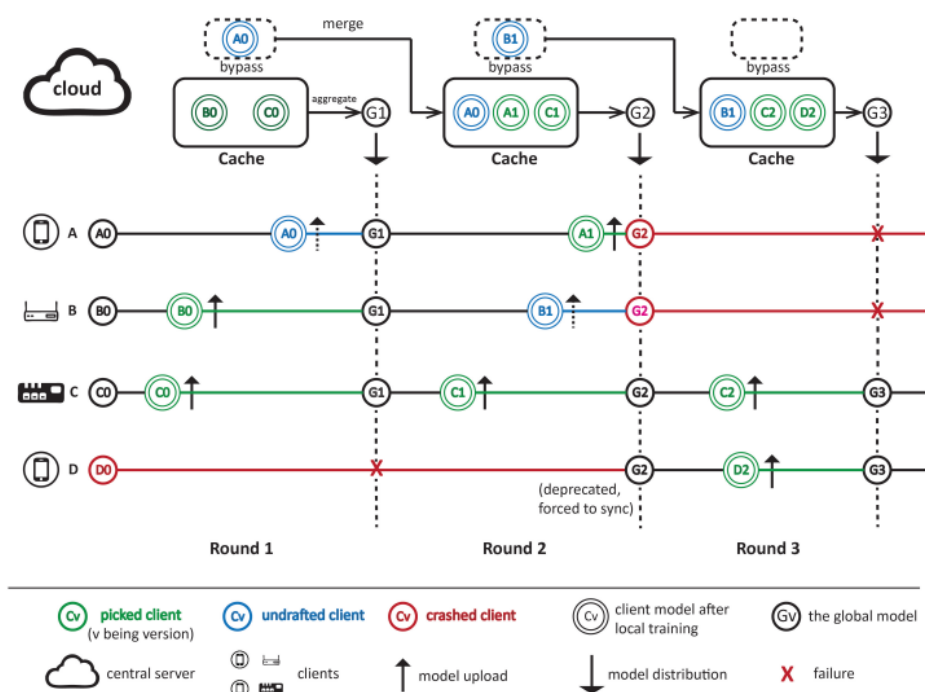 A0
merge
B1
bypass
bypass
bypass
cloud
B0
C0
aggregate
G1
A0
A1
C1
G2
B1
C2
D2
G3
Cache
Cache
Cache
A
A0
A0
G1
A1
G2
X
B
B0
B0
G1
B1
G2
X
C
C0
C0
G1
C1
G2
C2
G3
D
D0
X
G2
D2
G3
(deprecated,
forced to sync)
Round 1
Round 2
Round 3
Cv
picked client
(v being version)
Cv
undrafted client
Cv
crashed client
Cv
client model after
local training
Gv
the global model
central server
clients
model upload
model distribution
X
failure